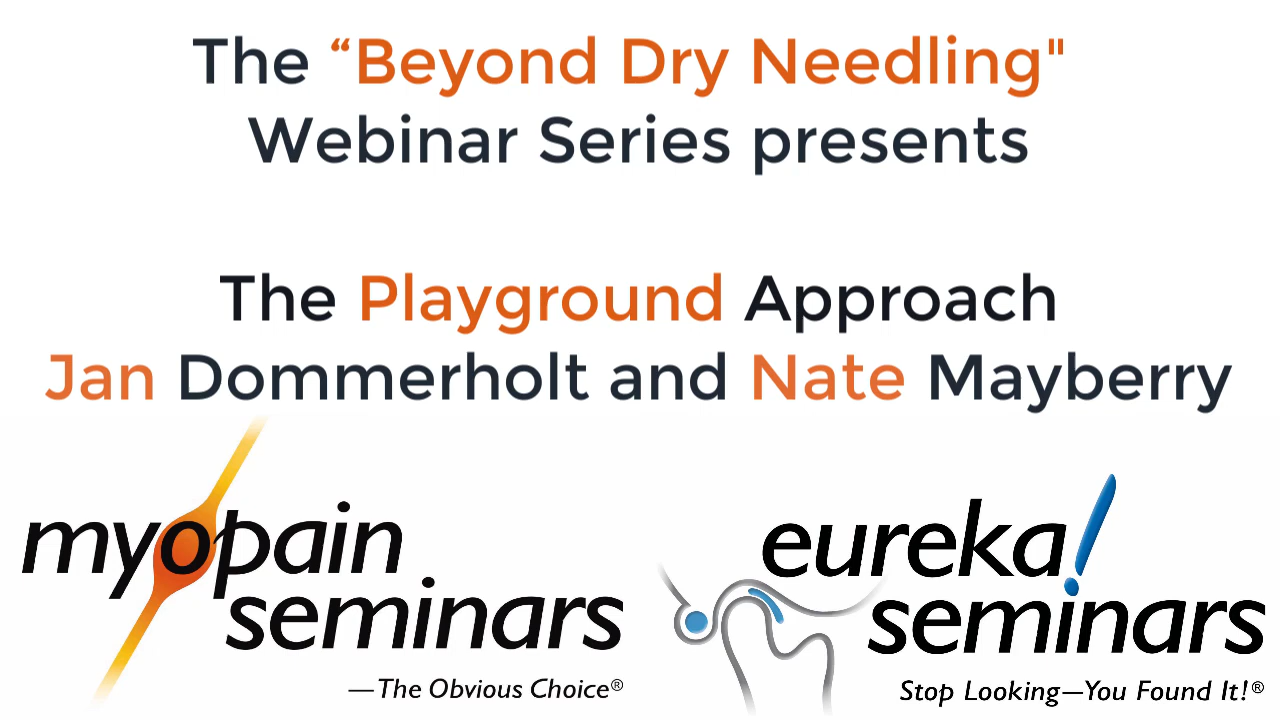 The “Beyond Dry Needling"
Webinar Series presents
The Playground Approach
Jan Dommerholt and Nate Mayberry
myopain
seminars
—The Obvious Choice®
eureka!
seminars
Stop Looking—You Found It!®